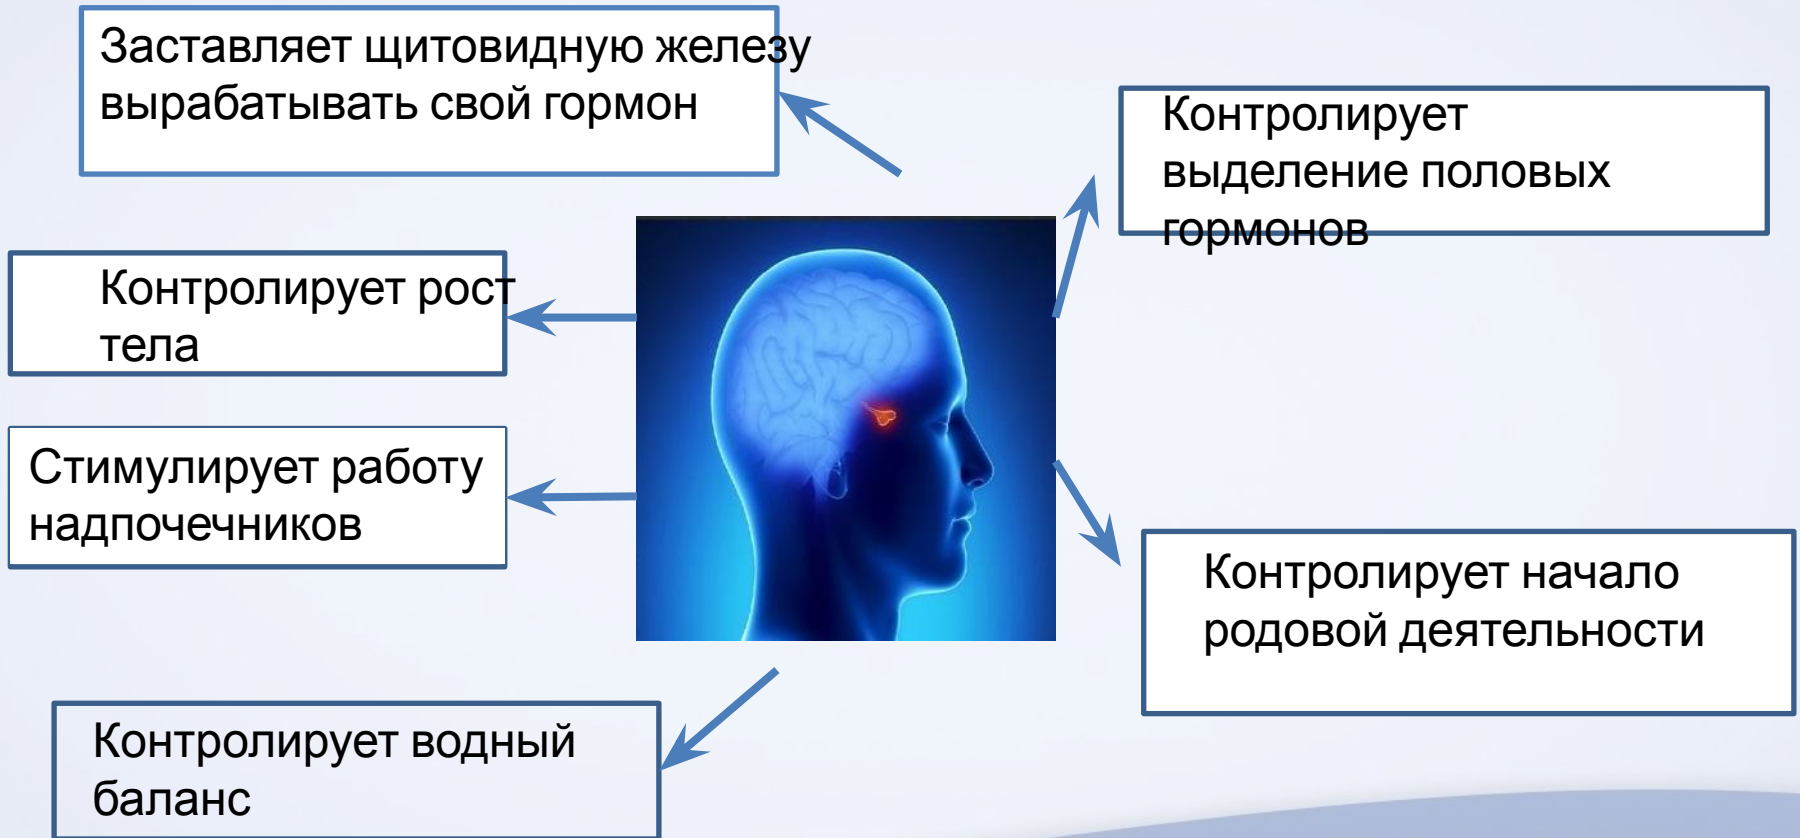 Заставляет щитовидную железу
вырабатывать свой гормон
Контролирует
выделение половых
гормонов
Контролирует рост
тела
Стимулирует работу
надпочечников
Контролирует начало
родовой деятельности
Контролирует водный
баланс